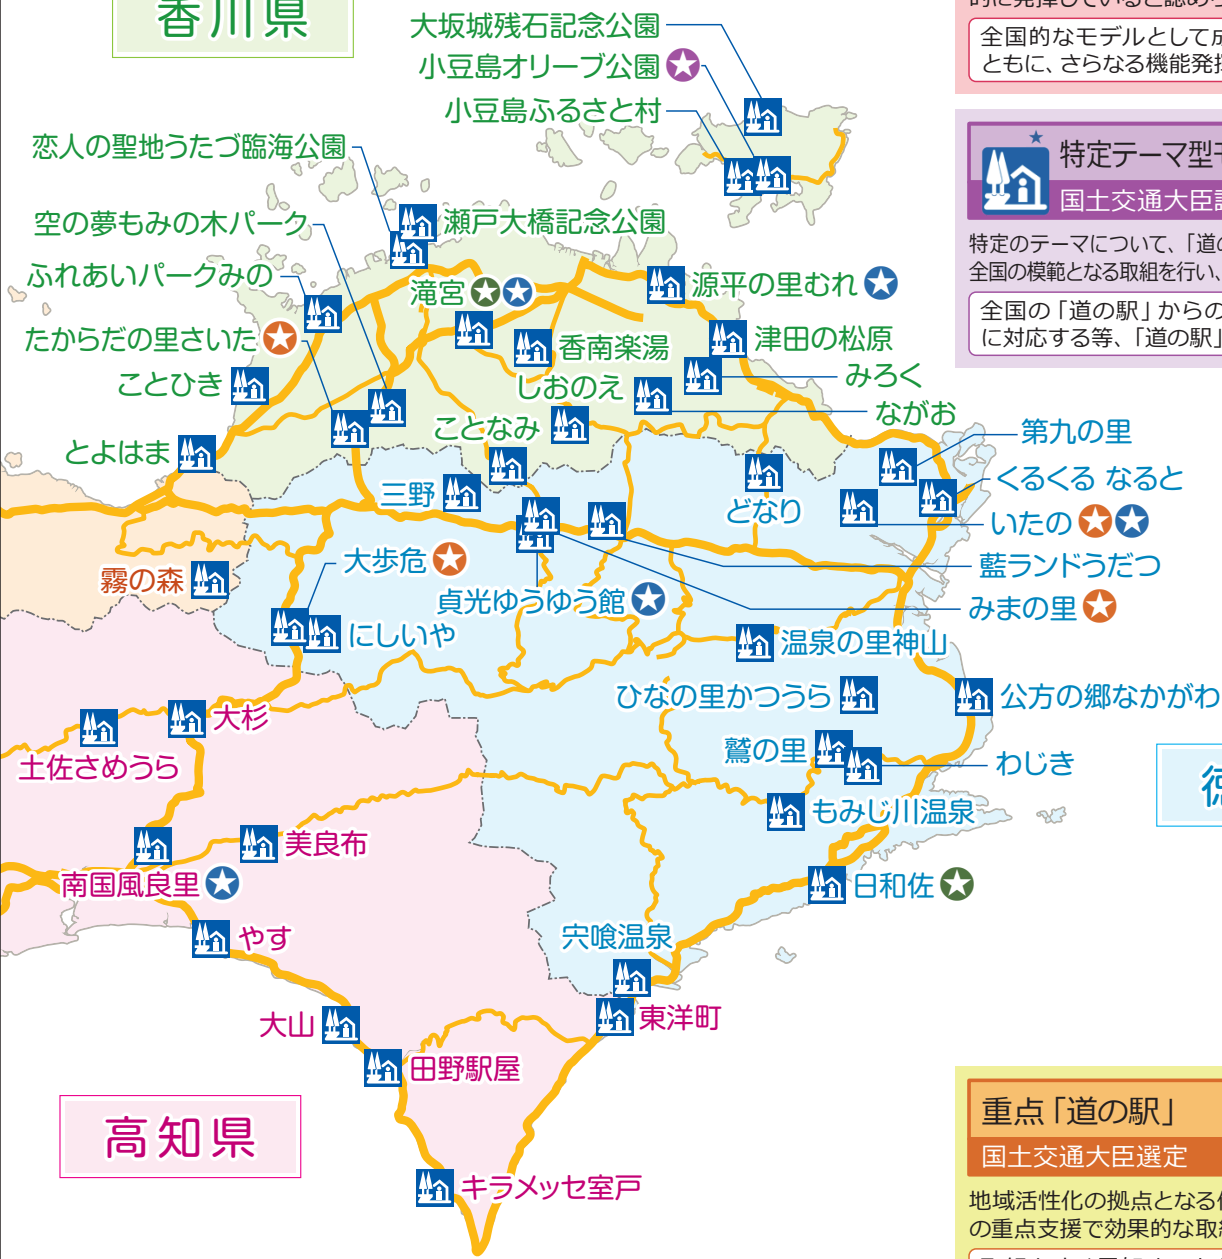 香川県
大坂城残石記念公園
小豆島オリーブ公園
小豆島ふるさと村
恋人の聖地うたづ臨海公園
瀬戸大橋記念公園
空の夢もみの木パーク
ふれあいパークみの
滝宮
源平の里むれ
たからだの里さいた
香南楽湯
津田の松原
ことひき
しおのえ
みろく
ながお
ことなみ
とよはま
第九の里
三野
どなり
くるくる なると
いたの
大歩危
藍ランドうだつ
霧の森
貞光ゆうゆう館
みまの里
にしいや
温泉の里神山
ひなの里かつうら
公方の郷なかがわ
大杉
鷲の里
土佐さめうら
わじき
もみじ川温泉
美良布
南国風良里
日和佐
やす
宍喰温泉
大山
東洋町
田野駅屋
高知県
キラメッセ室戸
全国的なモデルとして成
ともに、さらなる機能発揮
特定テーマ型モ
国土交通大臣認
特定のテーマについて、「道の
全国の模範となる取組を行い、
全国の「道の駅」からの
に対応する等、「道の駅」
徳
重点「道の駅」
国土交通大臣選定
地域活性化の拠点となる
の重点支援で効果的な取組